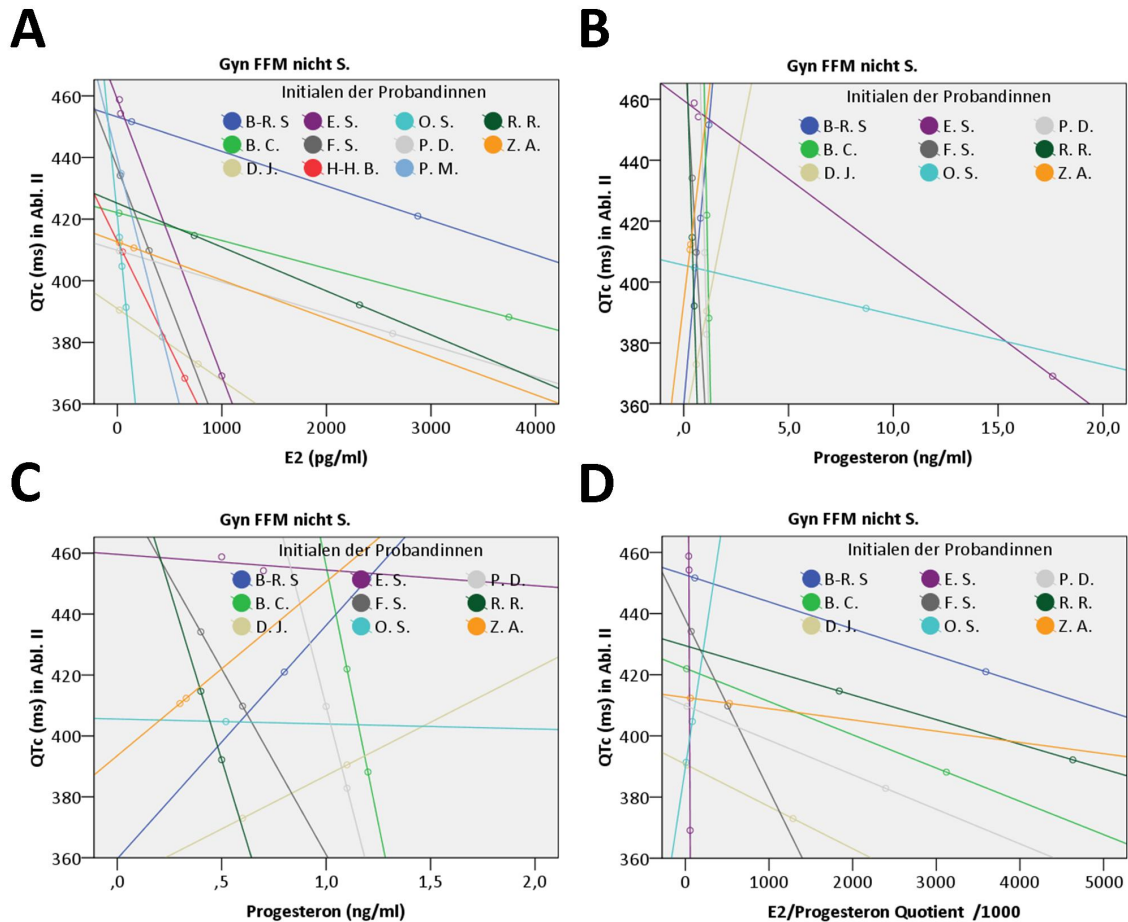 A
Gyn FFM nicht S.
Initialen der Probandinnen
B-R. S E. S. O. S. R. R.
B. C. F. S. P. D. Z. A.
D. J. H-H. B. P. M.
QTc (ms) in Abl. II
460
440
420
400
380
360
0 1000 2000 3000 4000
E2 (pg/ml)
B
Gyn FFM nicht S.
Initialen der Probandinnen
B-R. S E. S. P. D.
B. C. F. S. R. R.
D. J. O. S. Z. A.
QTc (ms) in Abl. II
460
440
420
400
380
360
,0 5,0 10,0 15,0 20,0
Progesteron (ng/ml)
C
Gyn FFM nicht S.
Initialen der Probandinnen
B-R. S E. S. P. D.
B. C. F. S. R. R.
D. J. O. S. Z. A.
QTc (ms) in Abl. II
460
440
420
400
380
360
,0 ,5 1,0 1,5 2,0
Progesteron (ng/ml)
D
Gyn FFM nicht S.
Initialen der Probandinnen
B-R. S E. S. P. D.
B. C. F. S. R. R.
D. J. O. S. Z. A.
QTc (ms) in Abl. II
460
440
420
400
380
360
0 1000 2000 3000 4000 5000
E2/Progesteron Quotient /1000